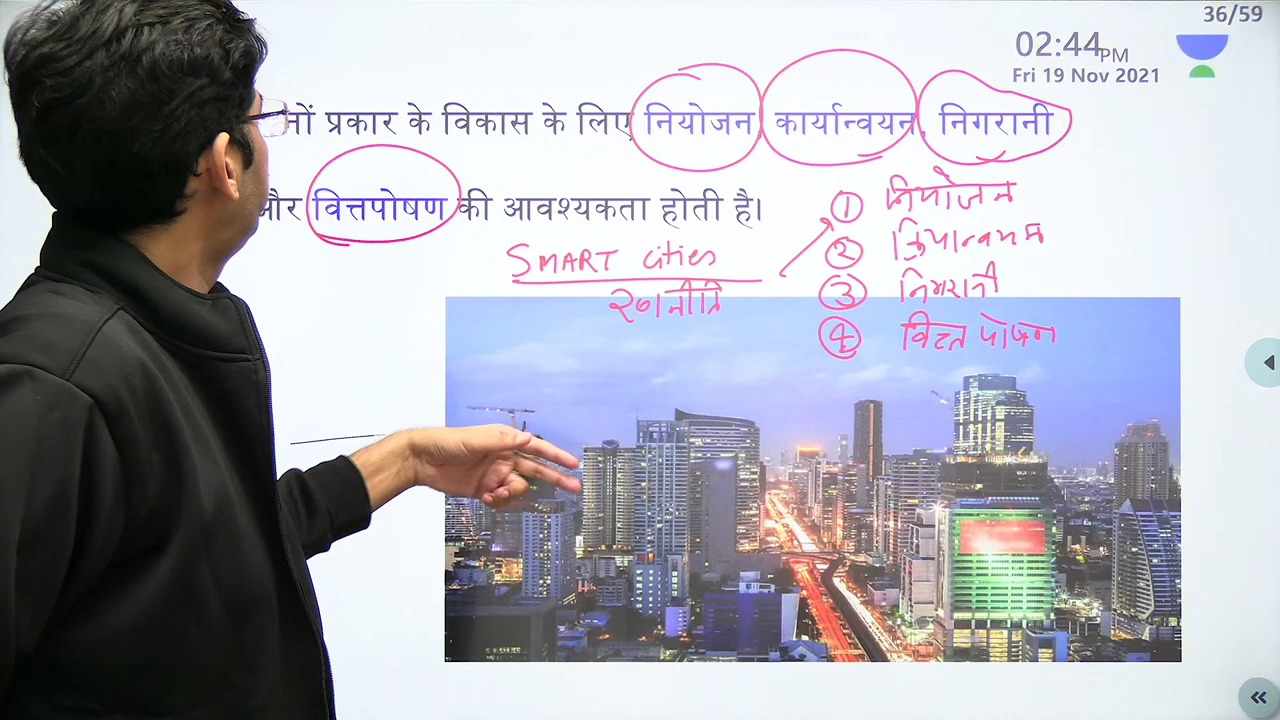 36/59
02:44 PM
Fri 19 Nov 2021
नों प्रकार के विकास के लिए नियोजन, कार्यान्वयन, निगरानी
और वित्तपोषण की आवश्यकता होती है।
① नियोजन
SMART Cities
② क्रियान्वयन
रणनीति
③ निगरानी
④ वित्त पोषण